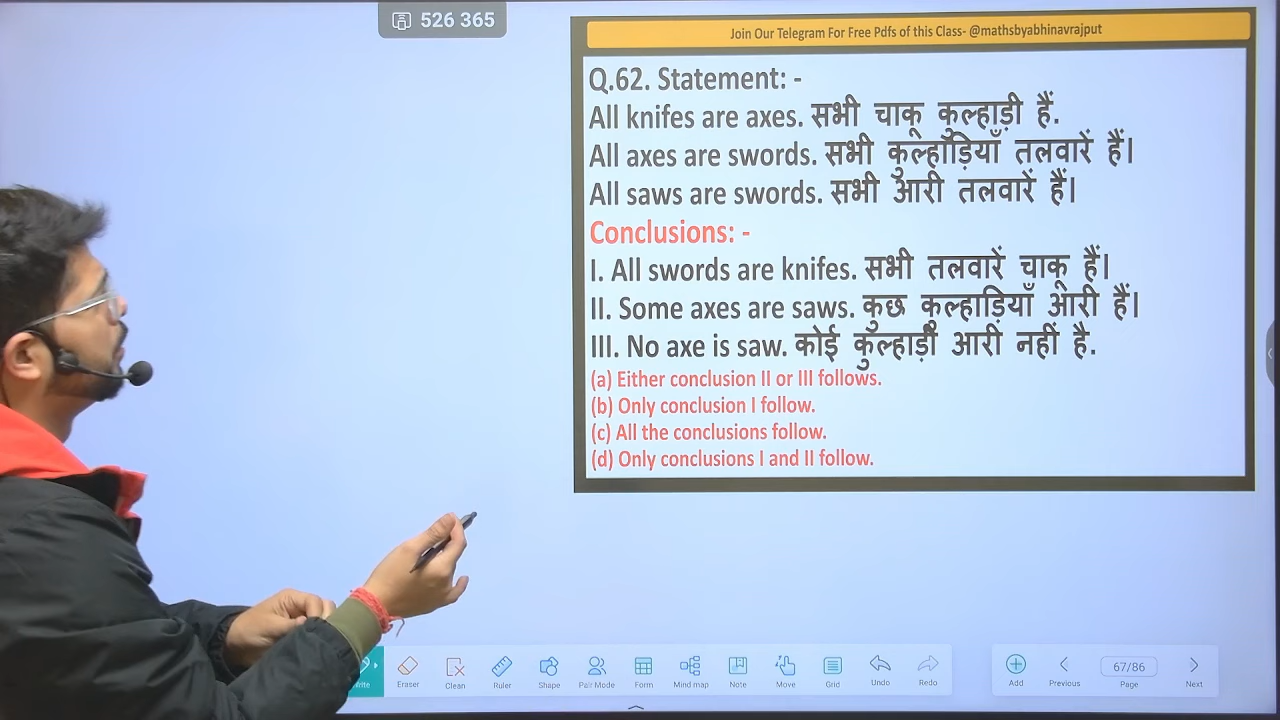 526 365
Join Our Telegram For Free Pdfs of this Class- @mathsbyabhinavrajput
Q.62. Statement: -
All knifes are axes. सभी चाकू कुल्हाड़ी हैं.
All axes are swords. सभी कुल्हाड़ियाँ तलवारें हैं।
All saws are swords. सभी आरी तलवारें हैं।
Conclusions: -
I. All swords are knifes. सभी तलवारें चाकू हैं।
II. Some axes are saws. कुछ कुल्हाड़ियाँ आरी हैं।
III. No axe is saw. कोई कुल्हाड़ी आरी नहीं है.
(a) Either conclusion II or III follows.
(b) Only conclusion I follow.
(c) All the conclusions follow.
(d) Only conclusions I and II follow.
Eraser Clean Ruler Shape Pair Mode Form Mind map Note Move Grid Undo Redo Add Previous 67/86 Page Next